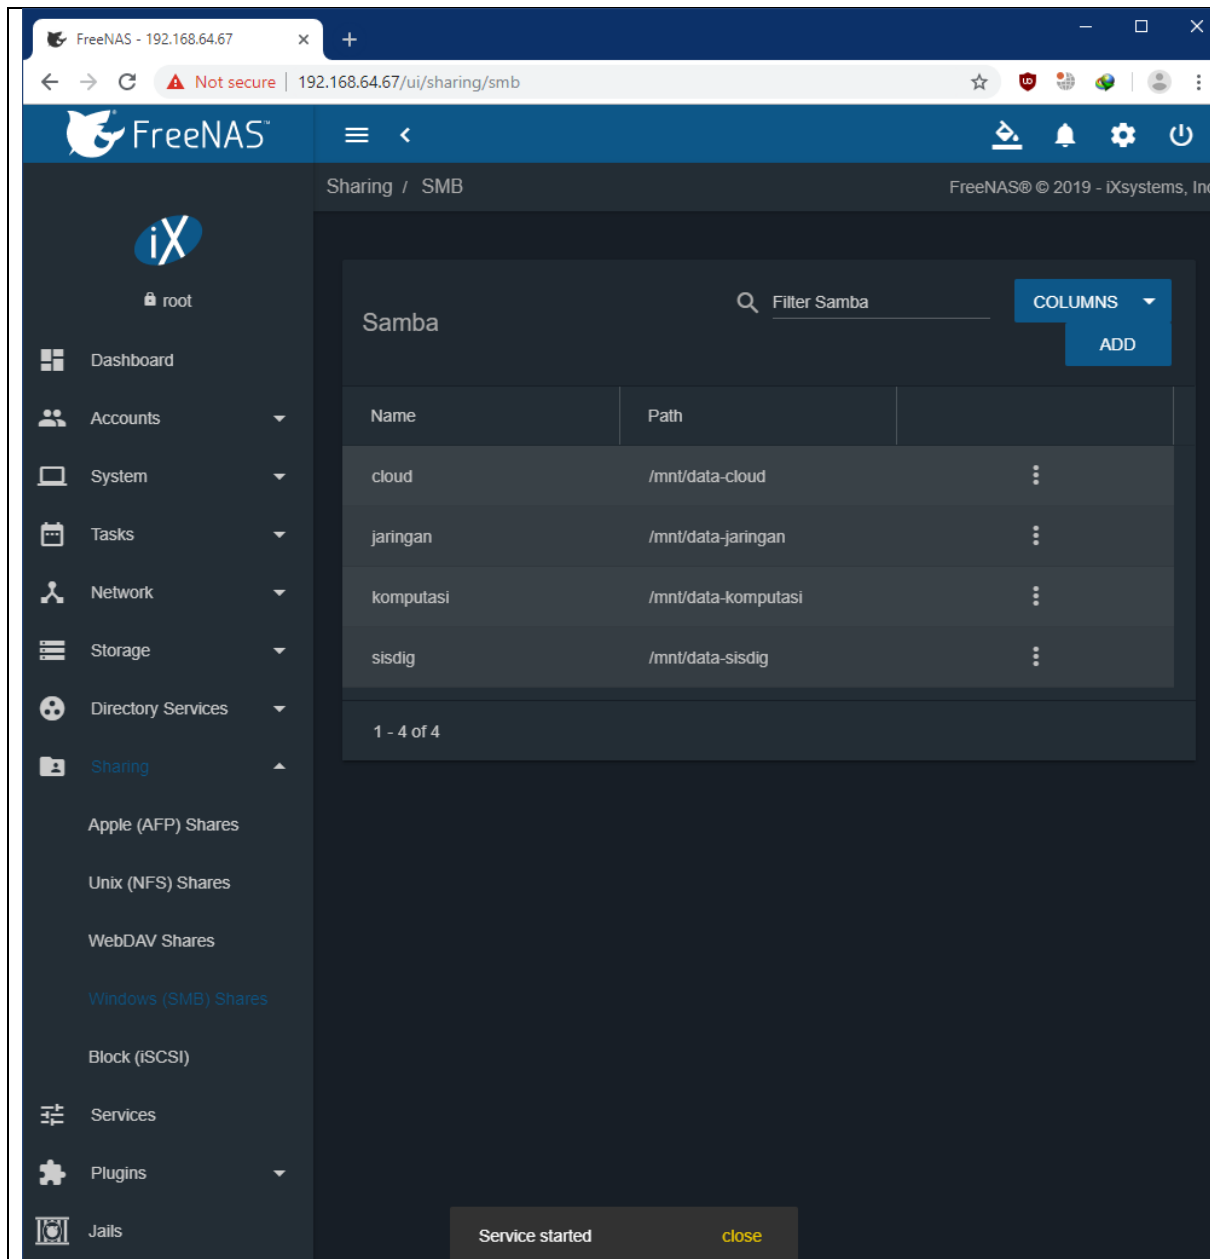 FreeNAS - 192.168.64.67
Not secure | 192.168.64.67/ui/sharing/smb
FreeNAS™
Sharing / SMB
FreeNAS® © 2019 - iXsystems, Inc
iX
root
Dashboard
Accounts
System
Tasks
Network
Storage
Directory Services
Sharing
Apple (AFP) Shares
Unix (NFS) Shares
WebDAV Shares
Windows (SMB) Shares
Block (iSCSI)
Services
Plugins
Jails
Samba
Filter Samba
COLUMNS
ADD
Name Path
cloud /mnt/data-cloud
jaringan /mnt/data-jaringan
komputasi /mnt/data-komputasi
sisdig /mnt/data-sisdig
1 - 4 of 4
Service started close